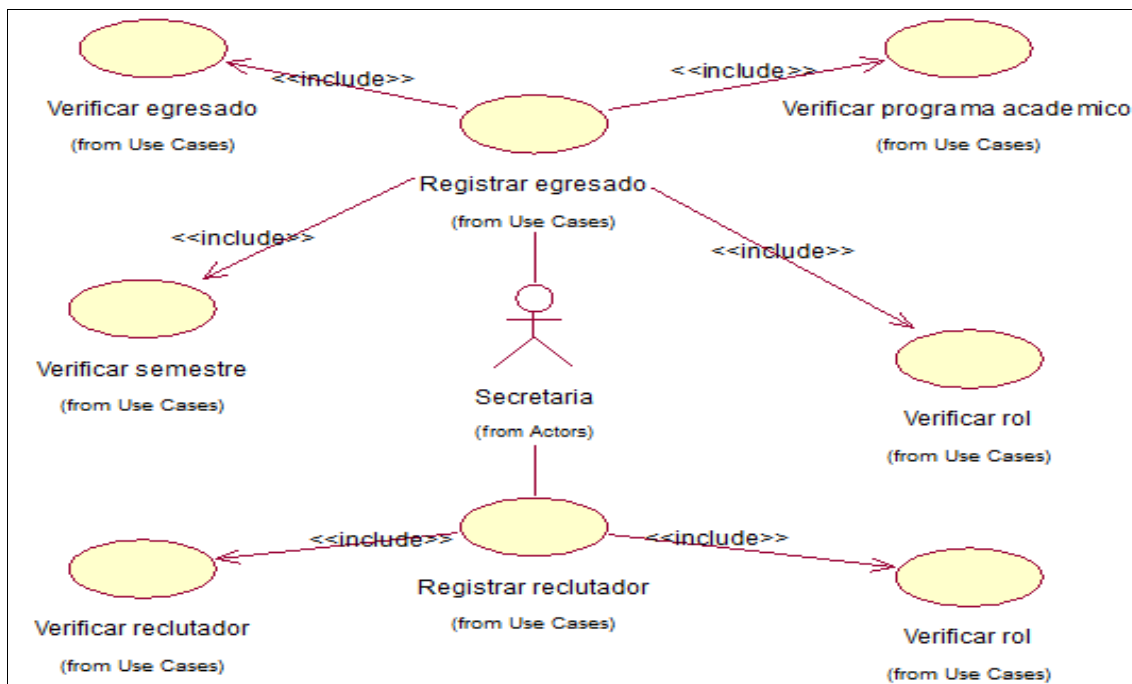 <<include>>
<<include>>
Verificar egresado
(from Use Cases)
Verificar programa academico
(from Use Cases)
Registrar egresado
(from Use Cases)
<<include>>
<<include>>
Verificar semestre
(from Use Cases)
Secretaria
(from Actors)
Verificar rol
(from Use Cases)
<<include>>
<<include>>
Registrar reclutador
(from Use Cases)
Verificar reclutador
(from Use Cases)
Verificar rol
(from Use Cases)